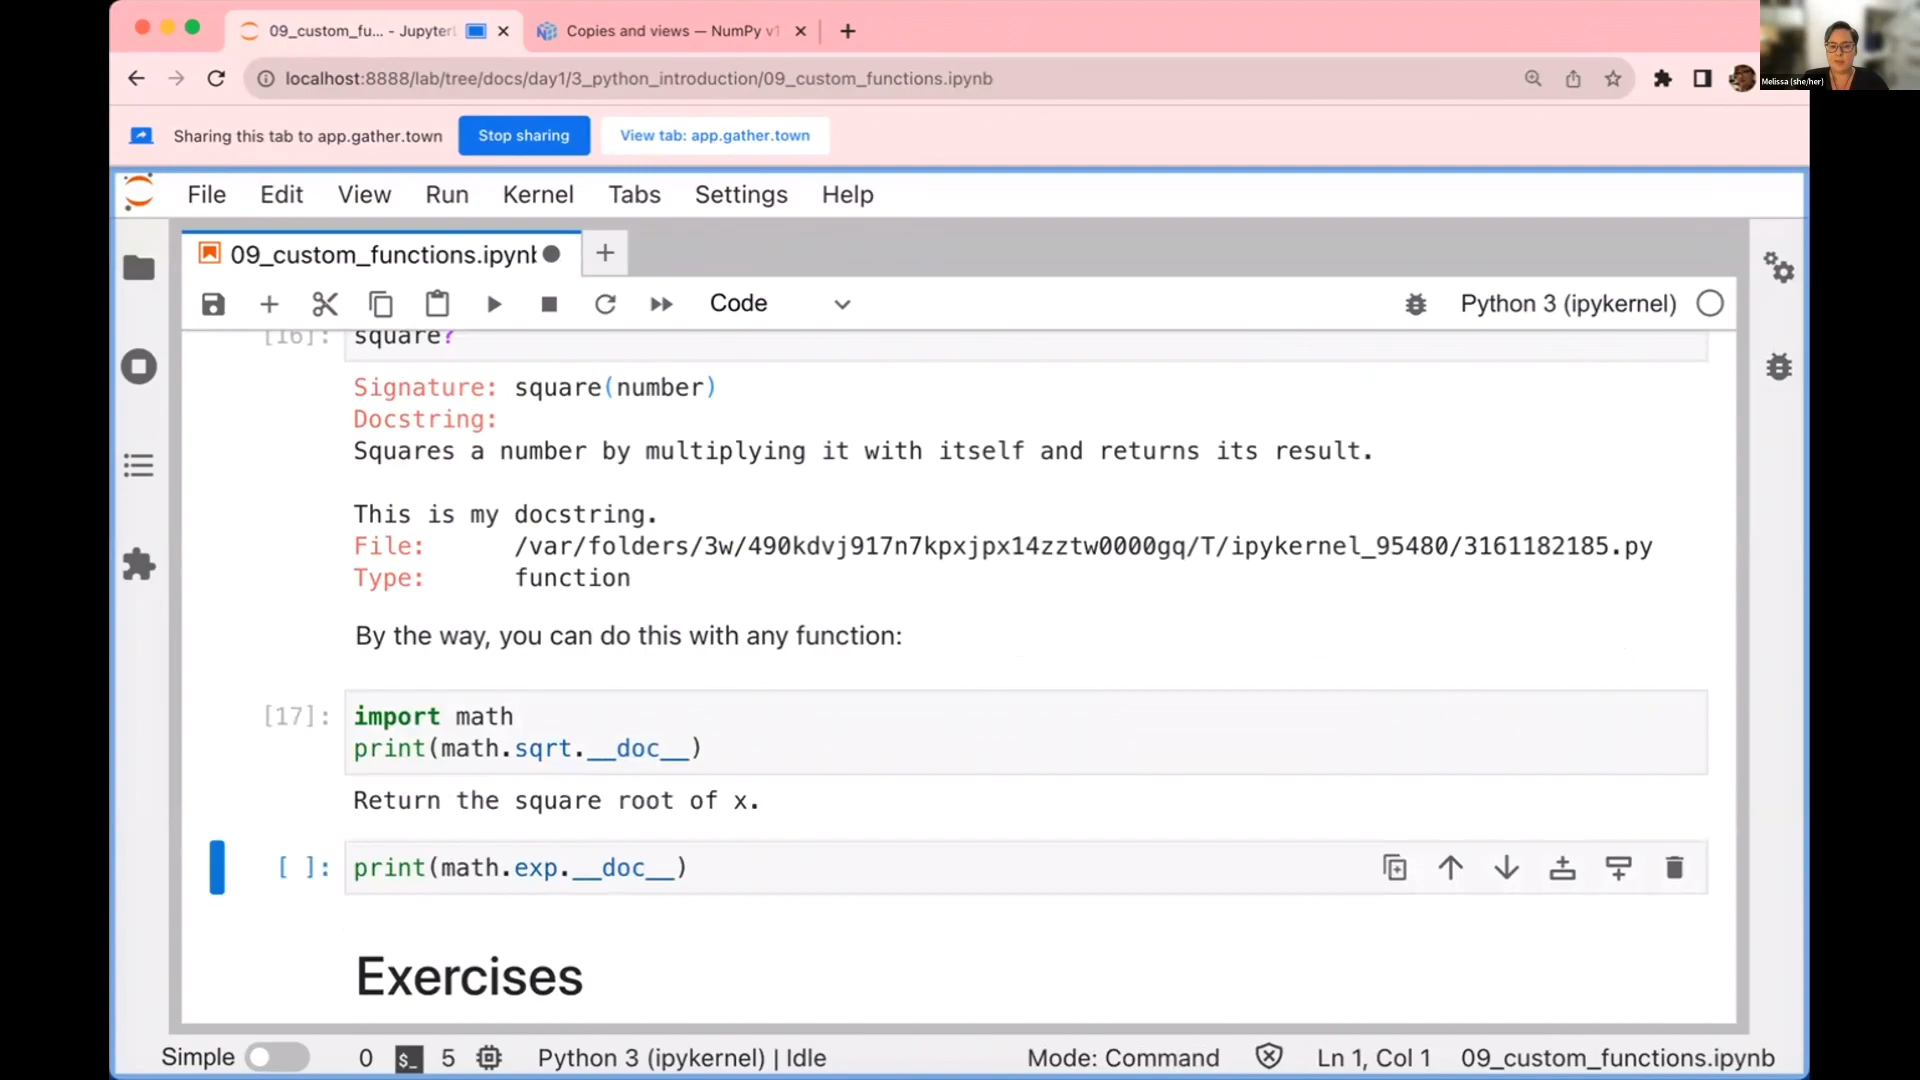 09_custom_fu... - Jupyter
Copies and views — NumPy v1
localhost:8888/lab/tree/docs/day1/3_python_introduction/09_custom_functions.ipynb
Melissa (she/her)
Sharing this tab to app.gather.town
Stop sharing
View tab: app.gather.town
File Edit View Run Kernel Tabs Settings Help
09_custom_functions.ipynb
Code
Python 3 (ipykernel)
[16]: square?
Signature: square(number)
Docstring:
Squares a number by multiplying it with itself and returns its result.
This is my docstring.
File: /var/folders/3w/490kdvj917n7kpxjpx14zztw0000gq/T/ipykernel_95480/3161182185.py
Type: function
By the way, you can do this with any function:
[17]: import math
print(math.sqrt.__doc__)
Return the square root of x.
[ ]: print(math.exp.__doc__)
Exercises
Simple 0 $_ 5 Python 3 (ipykernel) | Idle Mode: Command Ln 1, Col 1 09_custom_functions.ipynb